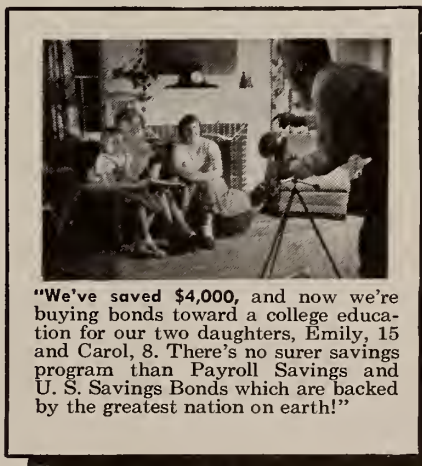 "We've saved $4,000, and now we're
buying bonds toward a college educa-
tion for our two daughters, Emily, 15
and Carol, 8. There's no surer savings
program than Payroll Savings and
U. S. Savings Bonds which are backed
by the greatest nation on earth!"